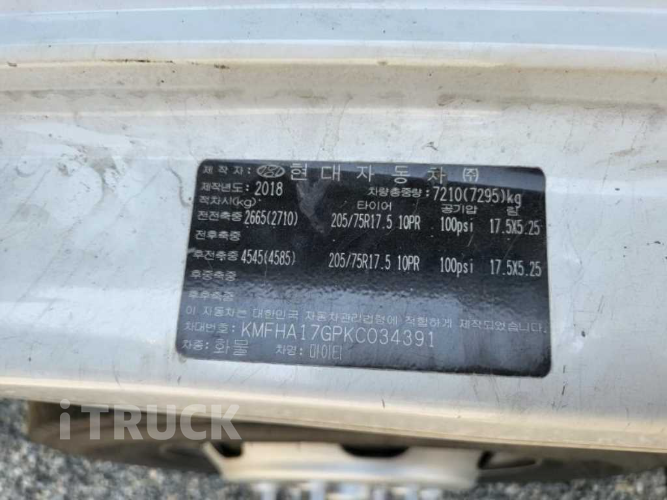 제작자: 현대자동차㈜
제작년도: 2018 차량총중량: 7210(7295)kg
적차시(kg) 타이어 공기압 림
전전축중 2665(2710) 205/75R17.5 10PR 100psi 17.5X5.25
전후축중
후전축중 4545(4585) 205/75R17.5 10PR 100psi 17.5X5.25
후중축중
후후축중
이 자동차는 대한민국 자동차관리법령에 적합하게 제작되었습니다.
차대번호: KMFHA17GPKC034391
차종: 화물 차명: 마이티
iTRUCK